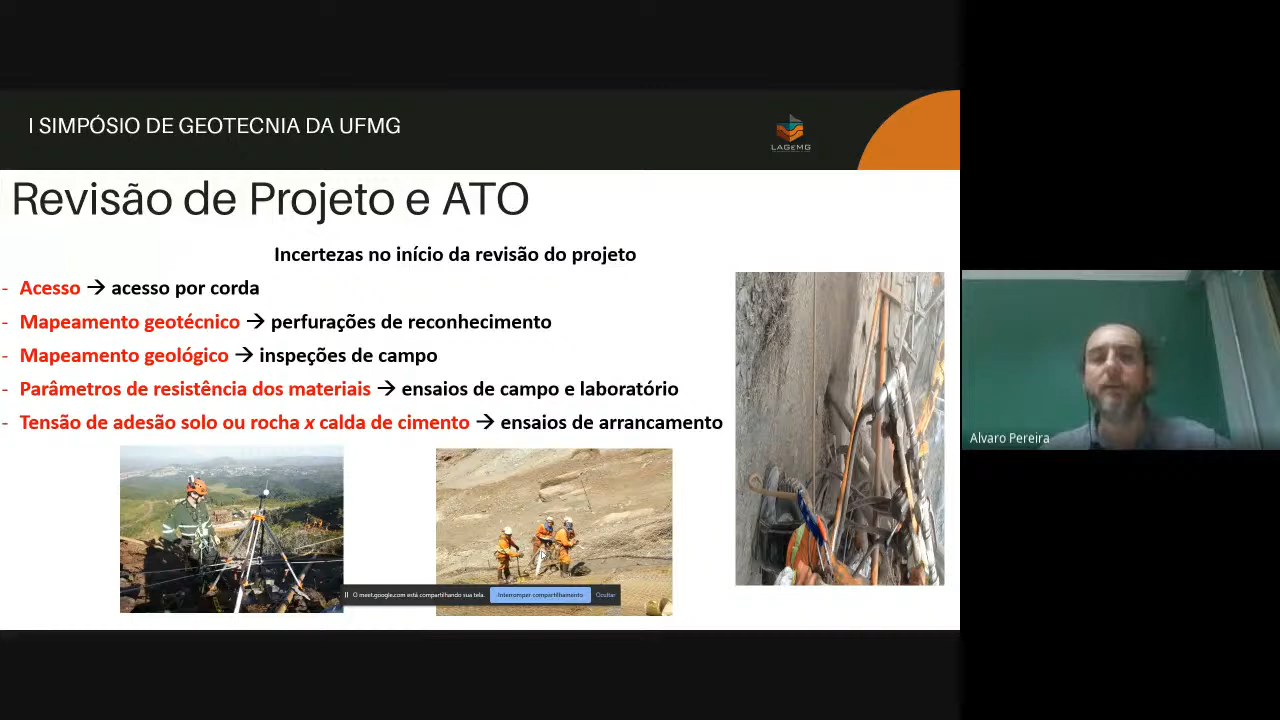 I SIMPÓSIO DE GEOTECNIA DA UFMG
LAGEMG
Revisão de Projeto e ATO
Incertezas no início da revisão do projeto
- Acesso → acesso por corda
- Mapeamento geotécnico → perfurações de reconhecimento
- Mapeamento geológico → inspeções de campo
- Parâmetros de resistência dos materiais → ensaios de campo e laboratório
- Tensão de adesão solo ou rocha x calda de cimento → ensaios de arrancamento
Alvaro Pereira
O meet.google.com está compartilhando sua tela. Interromper compartilhamento Ocultar